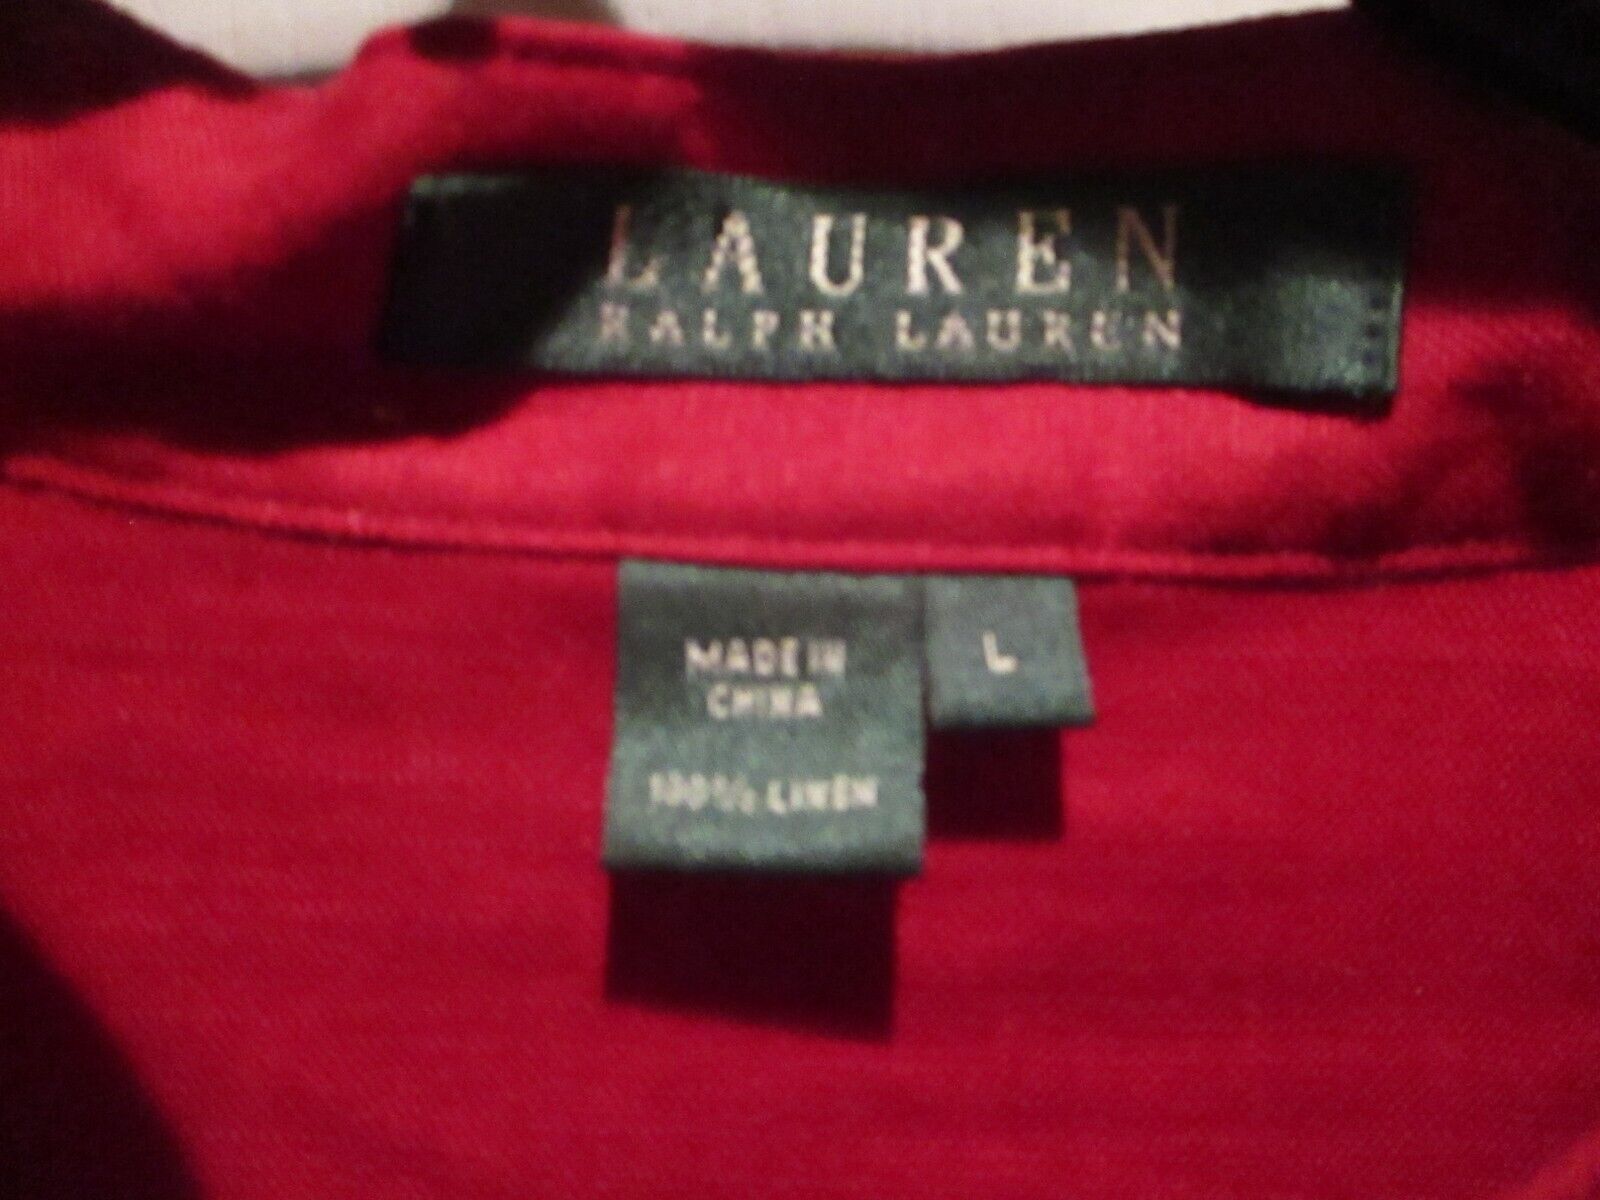 LAUREN
RALPH LAUREN
MADE IN
CHINA
100% LINEN
L